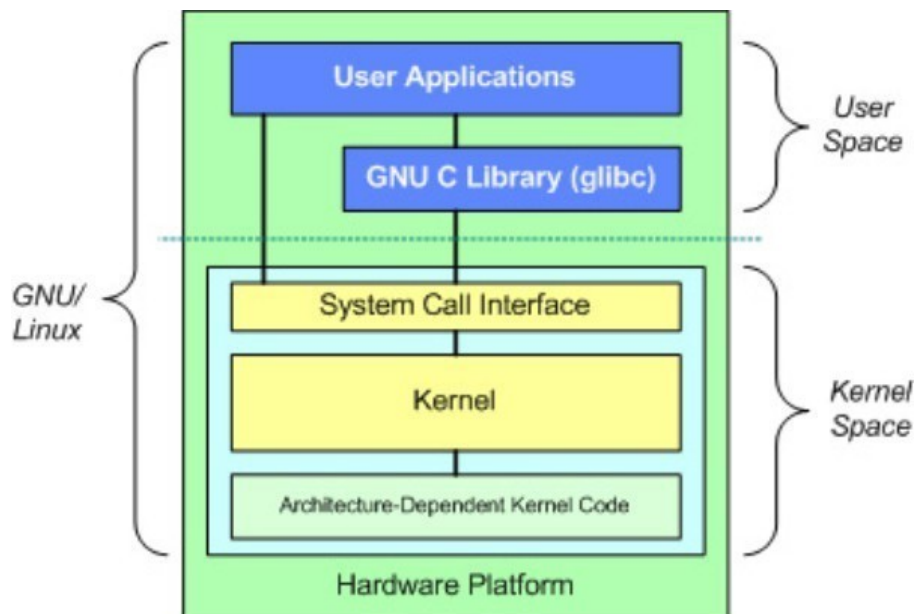 User Applications
User
Space
GNU C Library (glibc)
GNU/
Linux
System Call Interface
Kernel
Kernel
Space
Architecture-Dependent Kernel Code
Hardware Platform